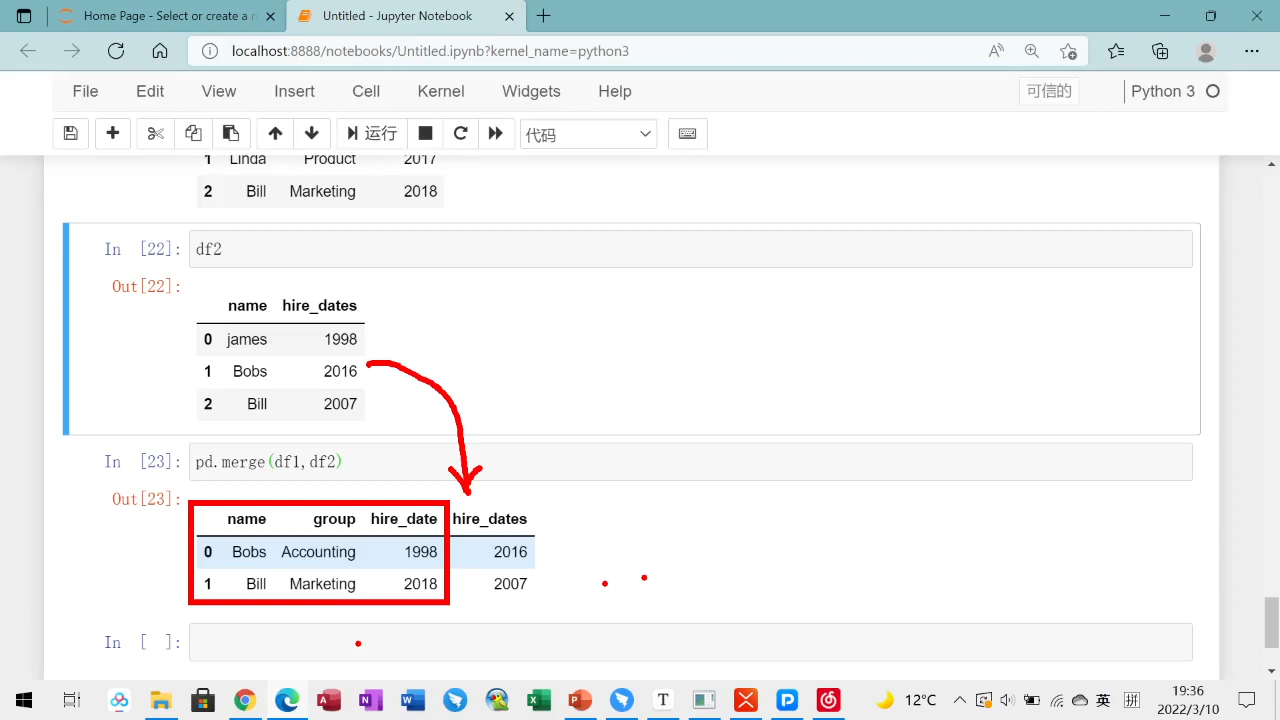 Home Page - Select or create a n
Untitled - Jupyter Notebook
localhost:8888/notebooks/Untitled.ipynb?kernel_name=python3
File Edit View Insert Cell Kernel Widgets Help 可信的 Python 3
运行 代码
1 Linda Product 2017
2 Bill Marketing 2018
In [22]: df2
Out[22]:
name hire_dates
0 james 1998
1 Bobs 2016
2 Bill 2007
In [23]: pd.merge(df1,df2)
Out[23]:
name group hire_date hire_dates
0 Bobs Accounting 1998 2016
1 Bill Marketing 2018 2007
In [ ]:
12°C 英 拼 19:36
2022/3/10